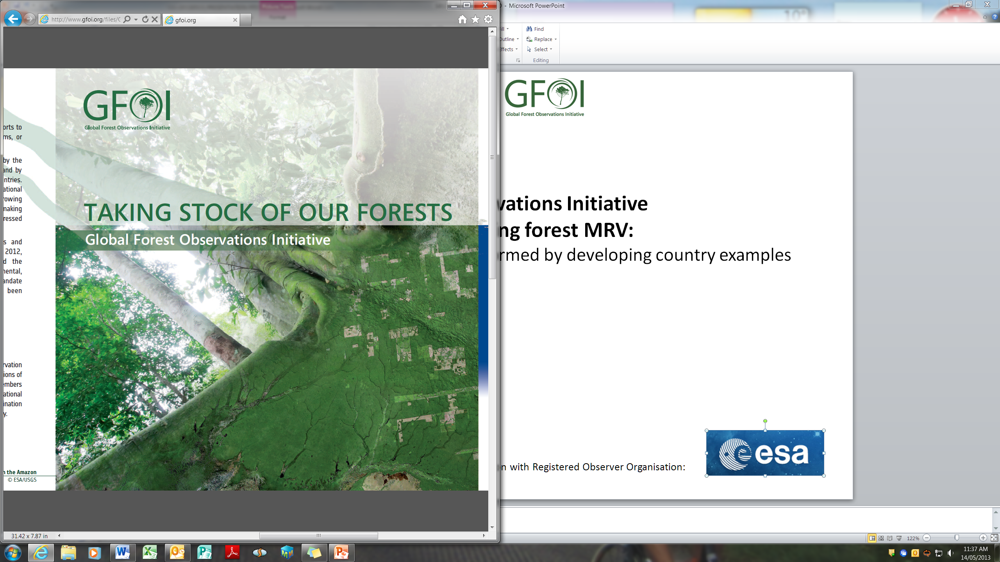 - Microsoft PowerPoint
http://www.gfoi.org/files/
gfoi.org
Find
Outline
Replace
Effects
Select
Editing
10°
GFOI
Global Forest Observations Initiative
TAKING STOCK OF OUR FORESTS
Global Forest Observations Initiative
orts to
ms, or
by the
and by
ntries.
ational
rowing
making
ressed
s and
2012,
d the
mental,
andate
been
rvation
ions of
embers
ational
ination
y.
n the Amazon
© ESA/USGS
31.42 x 7.87 in
GFOI
Global Forest Observations Initiative
vations Initiative
ng forest MRV:
rmed by developing country examples
n with Registered Observer Organisation:
esa
122%
11:37 AM
14/05/2013